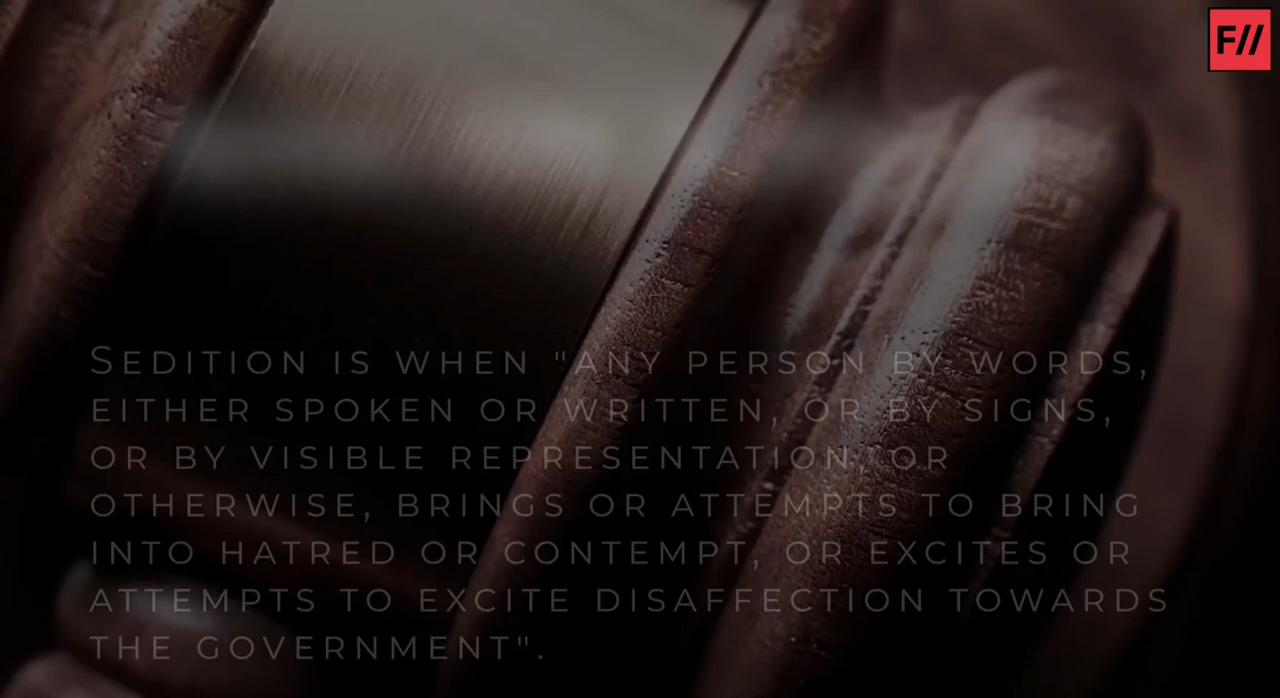 F//
SEDITION IS WHEN "ANY PERSON BY WORDS,
EITHER SPOKEN OR WRITTEN, OR BY SIGNS,
OR BY VISIBLE REPRESENTATION, OR
OTHERWISE, BRINGS OR ATTEMPTS TO BRING
INTO HATRED OR CONTEMPT, OR EXCITES OR
ATTEMPTS TO EXCITE DISAFFECTION TOWARDS
THE GOVERNMENT".